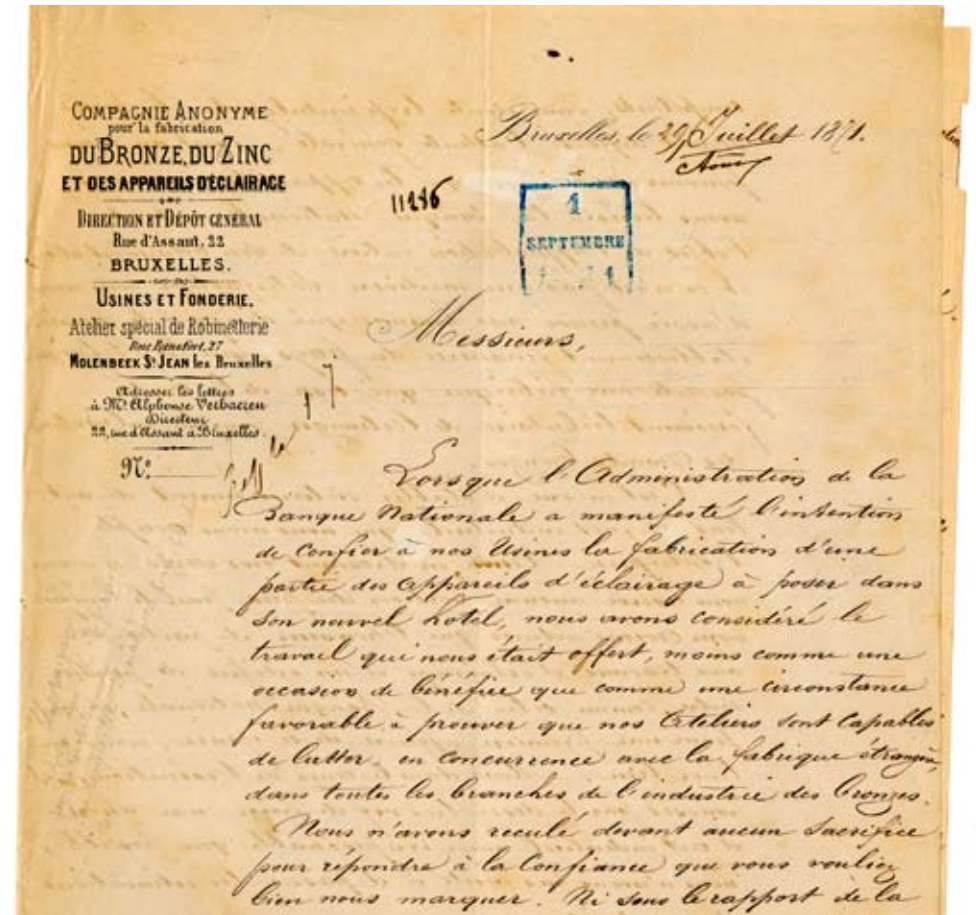 COMPAGNIE ANONYME
pour la fabrication
DU BRONZE, DU ZINC
ET DES APPAREILS D'ÉCLAIRAGE
DIRECTION ET DÉPÔT GÉNÉRAL
Rue d'Assaut, 22
BRUXELLES.
USINES ET FONDERIE.
Atelier spécial de Robinetterie
Rue Ransfort, 27
MOLENBEEK St JEAN lez Bruxelles
Adresser les lettres
à Mr. Alphonse Verbaeren
Directeur
22, rue d'Assaut à Bruxelles
No.
Bruxelles, le 29 Juillet 1871.
Aout
11286
1
SEPTEMBRE
Messieurs,
Lorsque l'Administration de la
Banque Nationale a manifesté l'intention
de Confier à nos Usines la fabrication d'une
partie des appareils d'éclairage à poser dans
son nouvel hotel, nous avons considéré le
travail qui nous était offert, moins comme une
occasion de bénéfice que comme une circonstance
favorable à prouver que nos Ateliers sont Capables
de lutter, en Concurrence avec la fabrique étrangère,
dans toutes les branches de l'industrie des bronzes.
Nous n'avons reculé devant aucun Sacrifice
pour répondre à la Confiance que vous vouliez
bien nous marquer. Ni sous le rapport de la